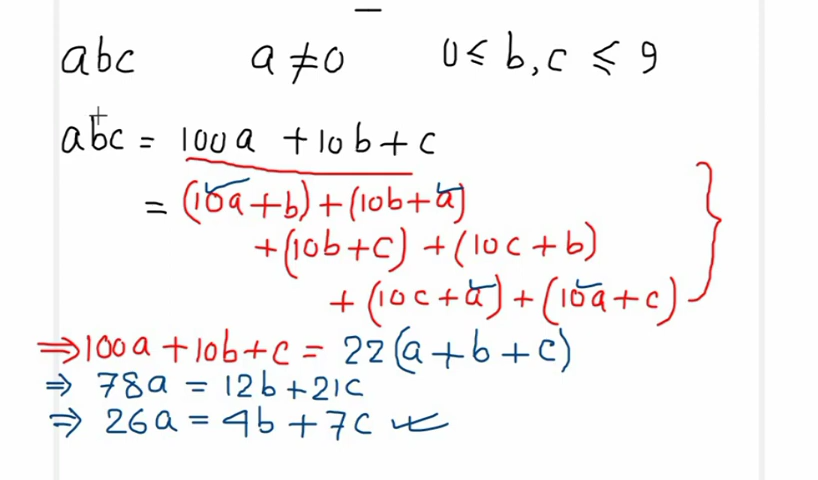 abc a ≠ 0 0 ≤ b, c ≤ 9
abc = 100a + 10b + c
= (10a + b) + (10b + a)
+ (10b + c) + (10c + b)
+ (10c + a) + (10a + c) }
⇒ 100a + 10b + c = 22(a + b + c)
⇒ 78a = 12b + 21c
⇒ 26a = 4b + 7c